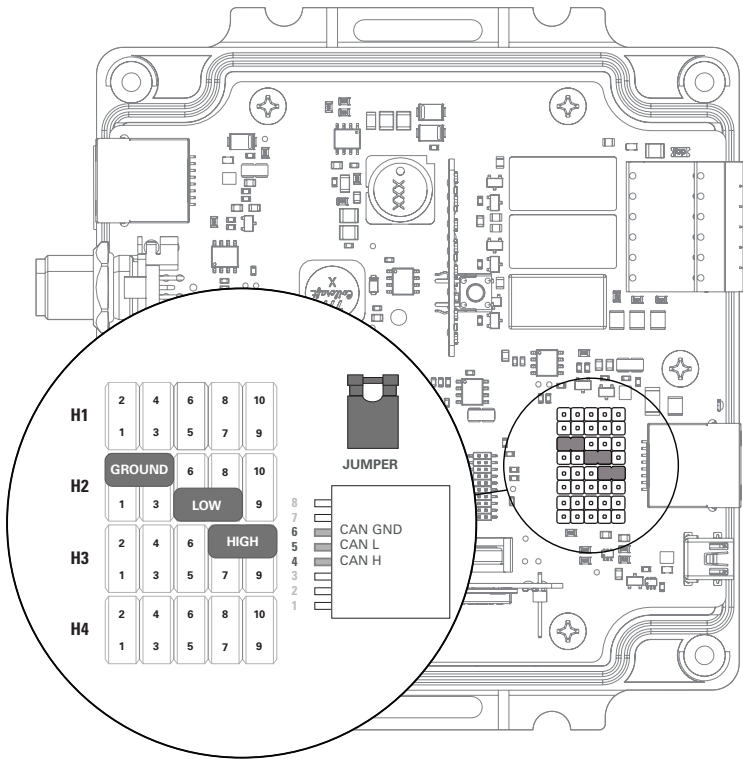 XXX
X
Coilcraft
H1
2 4 6 8 10
1 3 5 7 9
JUMPER
H2
GROUND 6 8 10
1 3 LOW 9
H3
2 4 6 HIGH
1 3 5 7 9
H4
2 4 6 8 10
1 3 5 7 9
8
7
6 CAN GND
5 CAN L
4 CAN H
3
2
1